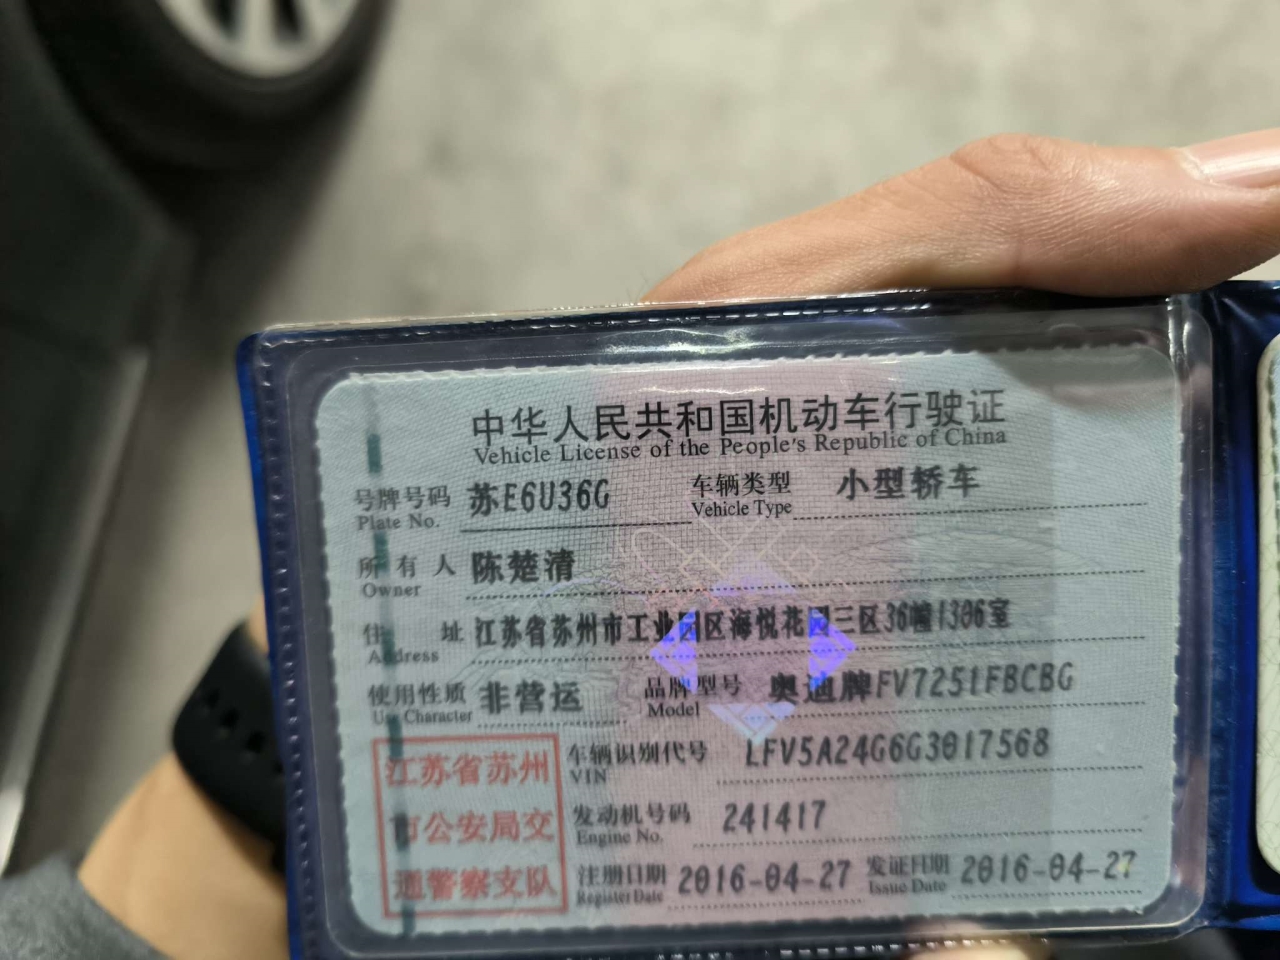 中华人民共和国机动车行驶证
Vehicle License of the People's Republic of China
号牌号码 苏E6U36G 车辆类型 小型轿车
Plate No. Vehicle Type
所有人 陈楚清
Owner
住址 江苏省苏州市工业园区海悦花园三区36幢1306室
Address
使用性质 非营运 品牌型号 奥迪牌FV7251FBCBG
Use Character Model
江苏省苏州 车辆识别代号 LFV5A24G6G3017568
VIN
市公安局交 发动机号码 241417
Engine No.
通警察支队 注册日期 2016-04-27 发证日期 2016-04-27
Register Date Issue Date